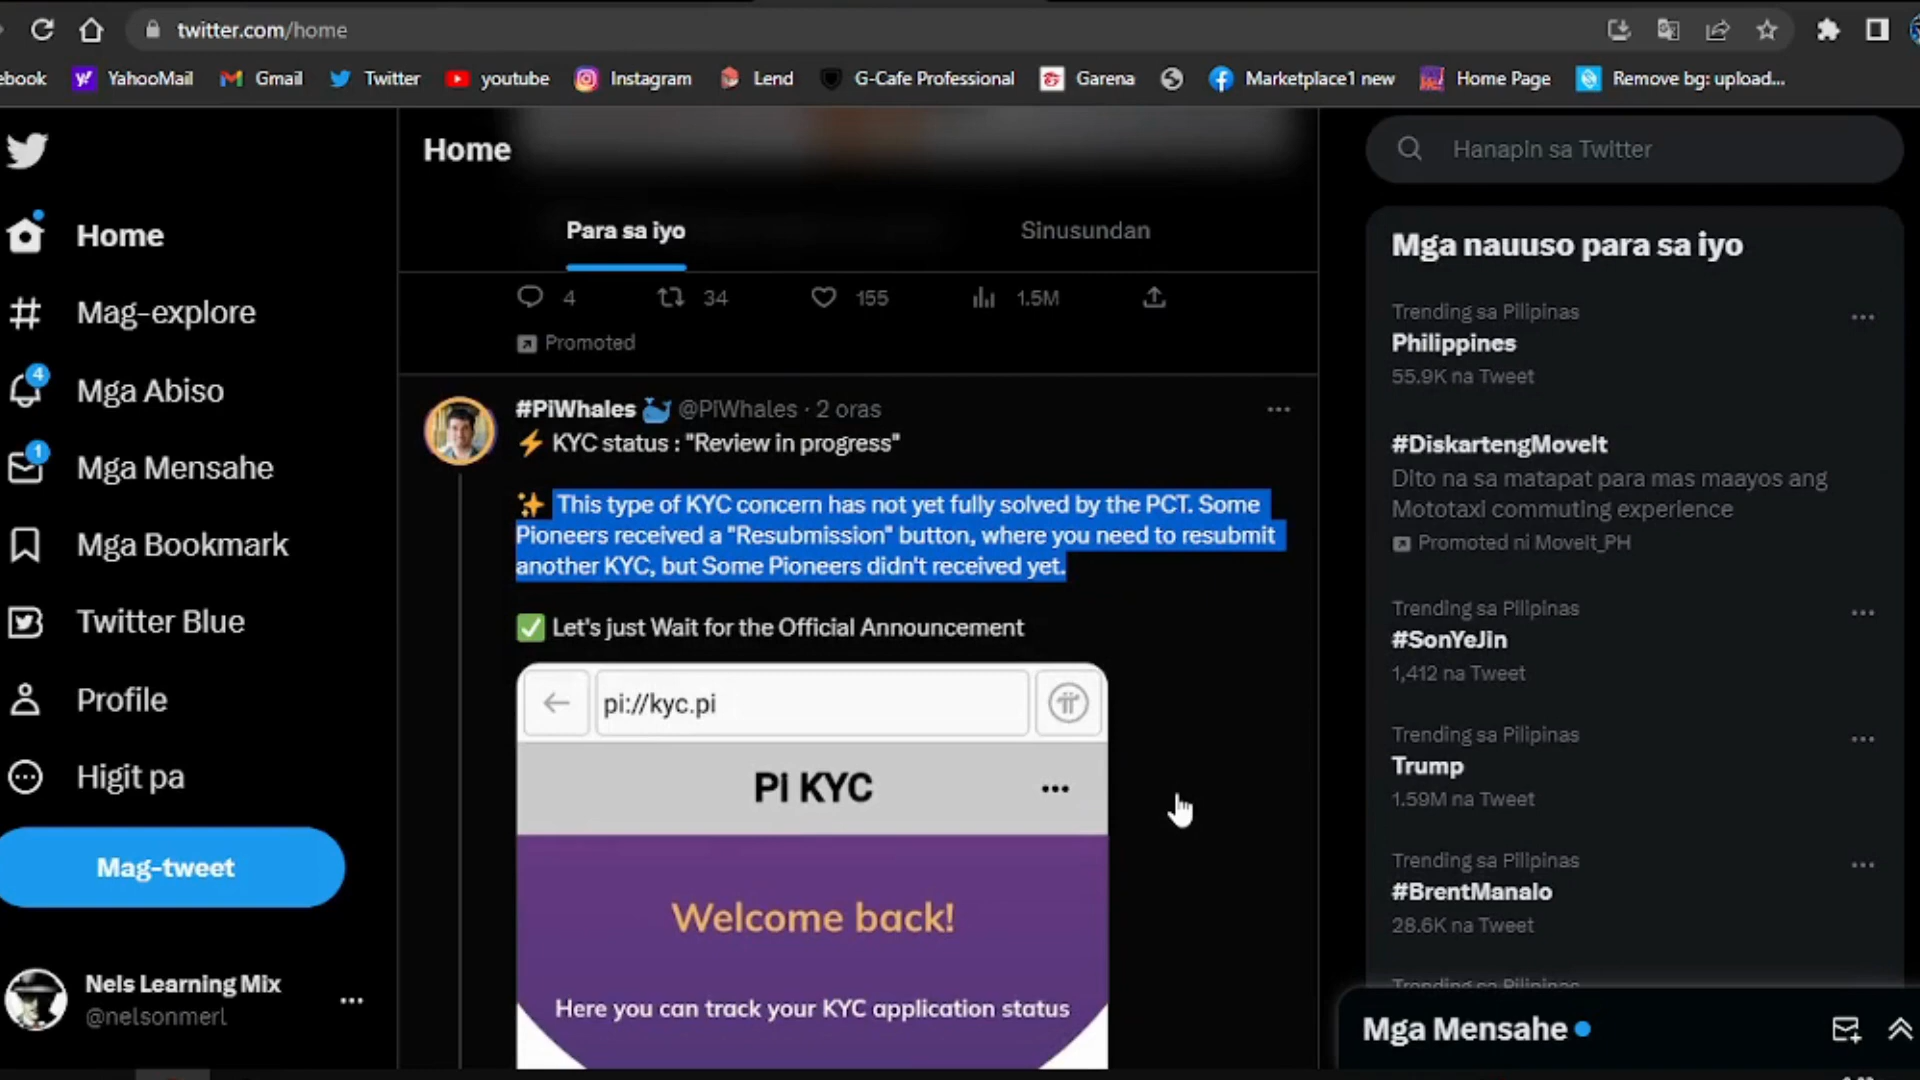 twitter.com/home
ebook YahooMail Gmail Twitter youtube Instagram Lend G-Cafe Professional Garena Marketplace1 new Home Page Remove bg: upload...
Home
Mag-explore
4
Mga Abiso
1
Mga Mensahe
Mga Bookmark
Twitter Blue
Profile
Higit pa
Mag-tweet
Nels Learning Mix
@nelsonmerl
Home
Para sa iyo Sinusundan
4 34 155 1.5M
Promoted
#PiWhales 🐳 @PiWhales · 2 oras
⚡ KYC status : "Review in progress"
✨ This type of KYC concern has not yet fully solved by the PCT. Some
Pioneers received a "Resubmission" button, where you need to resubmit
another KYC, but Some Pioneers didn't received yet.
✅ Let's just Wait for the Official Announcement
pi://kyc.pi
Pi KYC
Welcome back!
Here you can track your KYC application status
Hanapin sa Twitter
Mga nauuso para sa iyo
Trending sa Pilipinas
Philippines
55.9K na Tweet
#DiskartengMoveIt
Dito na sa matapat para mas maayos ang
Mototaxi commuting experience
Promoted ni MoveIt_PH
Trending sa Pilipinas
#SonYeJin
1,412 na Tweet
Trending sa Pilipinas
Trump
1.59M na Tweet
Trending sa Pilipinas
#BrentManalo
28.6K na Tweet
Trending sa Pilipinas
Mga Mensahe